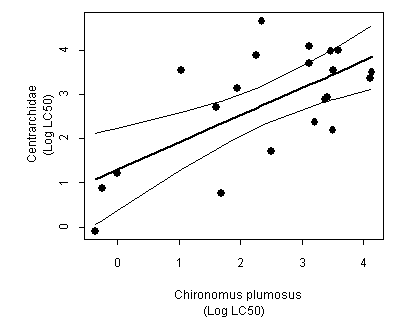 4
3
2
1
0
Centrarchidae
(Log LC50)
0 1 2 3 4
Chironomus plumosus
(Log LC50)